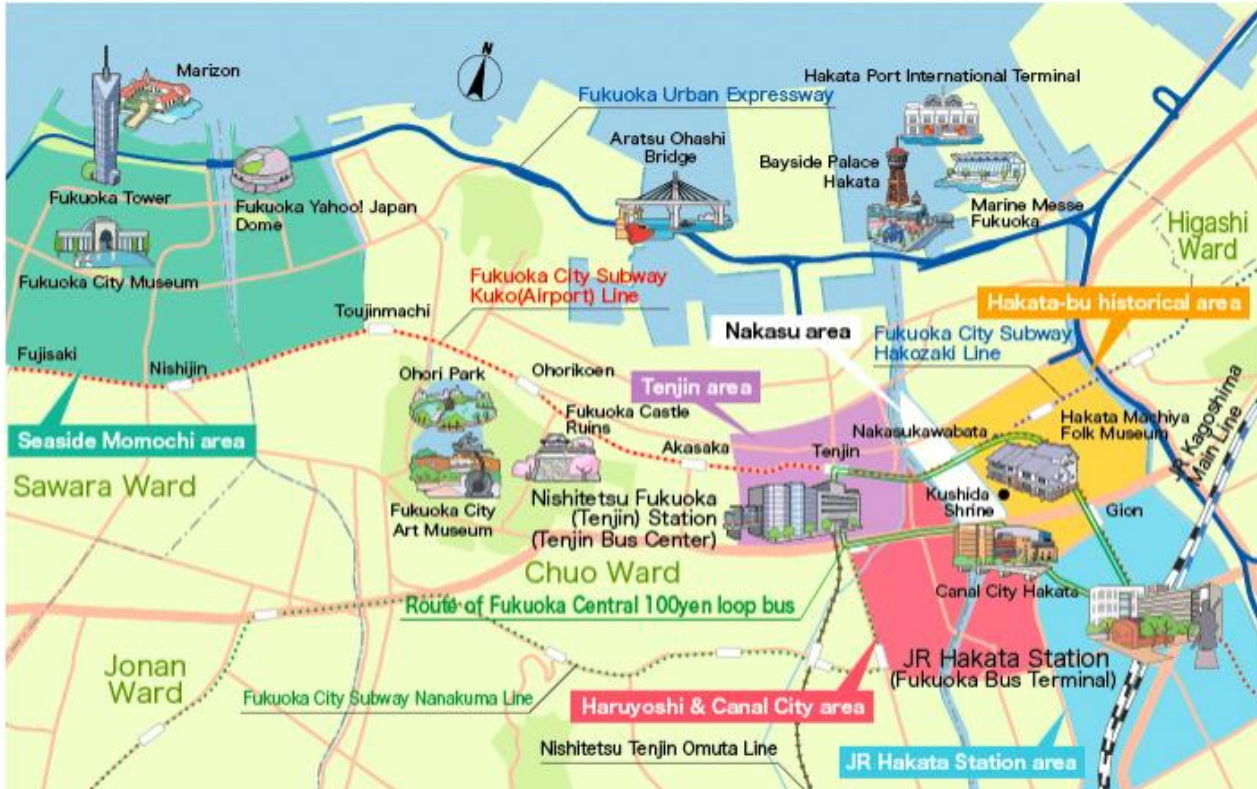 N
Marizon
Hakata Port International Terminal
Fukuoka Urban Expressway
Aratsu Ohashi
Bridge
Bayside Palace
Hakata
Fukuoka Tower
Fukuoka Yahoo! Japan
Dome
Marine Messe
Fukuoka
Higashi
Ward
Fukuoka City Museum
Fukuoka City Subway
Kuko(Airport) Line
Hakata-bu historical area
Toujinmachi
Nakasu area
Fukuoka City Subway
Hakozaki Line
Fujisaki
Nishijin
Ohori Park
Ohorikoen
Tenjin area
JR Kagoshima
Main Line
Seaside Momochi area
Fukuoka Castle
Ruins
Hakata Machiya
Folk Museum
Akasaka
Tenjin
Nakasukawabata
Sawara Ward
Fukuoka City
Art Museum
Nishitetsu Fukuoka
(Tenjin) Station
(Tenjin Bus Center)
Kushida
Shrine
Gion
Chuo Ward
Canal City Hakata
Route of Fukuoka Central 100yen loop bus
Jonan
Ward
JR Hakata Station
(Fukuoka Bus Terminal)
Fukuoka City Subway Nanakuma Line
Haruyoshi & Canal City area
Nishitetsu Tenjin Omuta Line
JR Hakata Station area